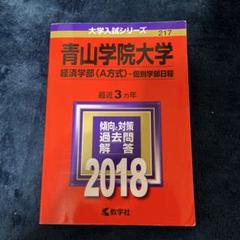 大学入試シリーズ
217
青山学院大学
経済学部〈A方式〉-個別学部日程
最近3ヵ年
傾向と対策
過去問
解答
2018
教学社